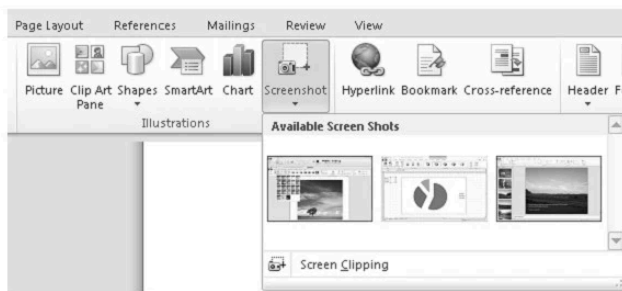 Page Layout References Mailings Review View
Picture Clip Art Pane Shapes SmartArt Chart Screenshot Hyperlink Bookmark Cross-reference Header F
Illustrations
Available Screen Shots
Screen Clipping